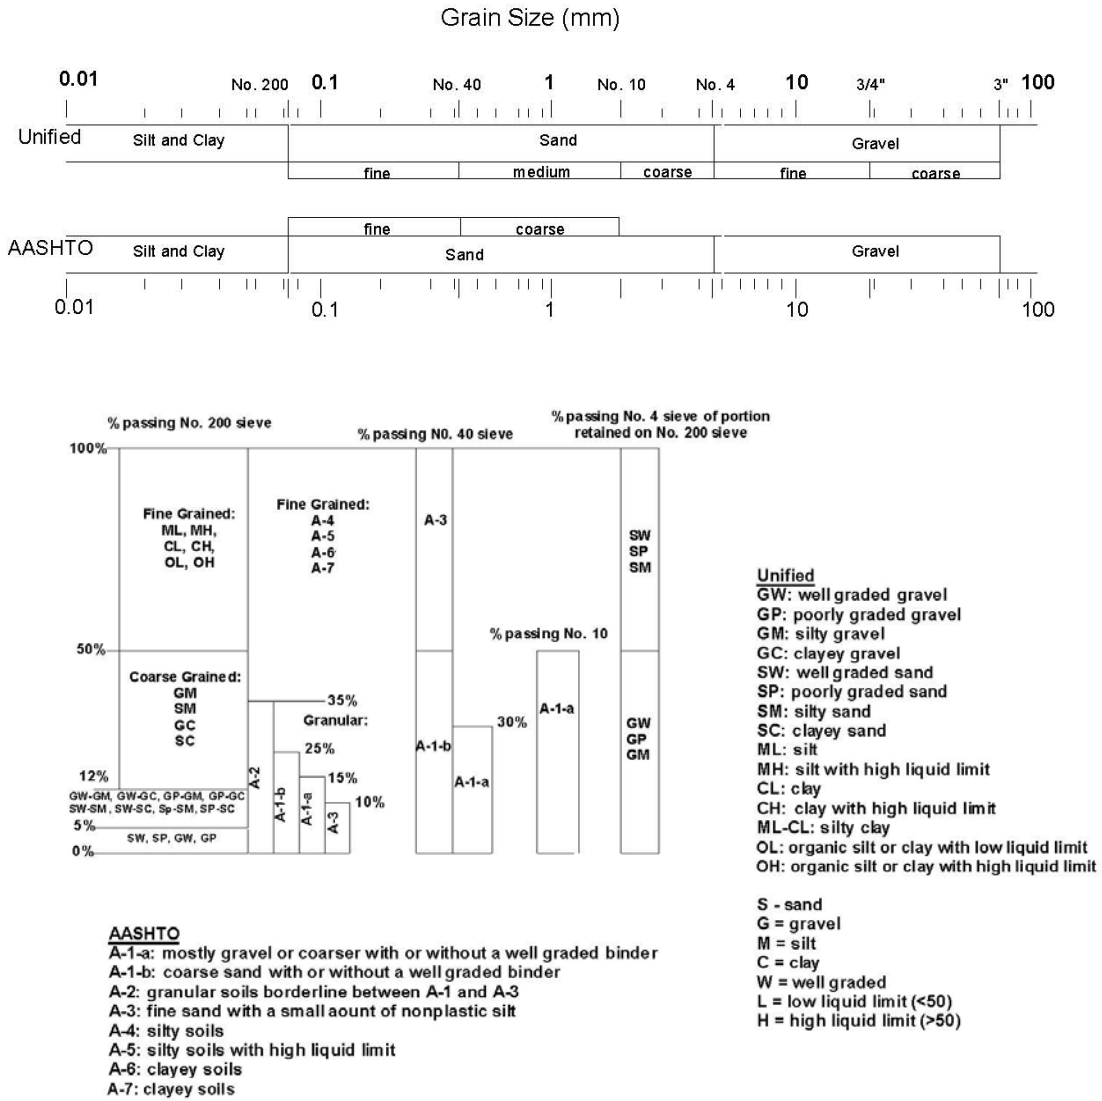 Grain Size (mm)
0.01 No. 200 0.1 No. 40 1 No. 10 No. 4 10 3/4" 3" 100
Unified Silt and Clay Sand Gravel
fine medium coarse fine coarse
fine coarse
AASHTO Silt and Clay Sand Gravel
0.01 0.1 1 10 100
% passing No. 200 sieve
% passing N0. 40 sieve
% passing No. 4 sieve of portion
retained on No. 200 sieve
100%
Fine Grained:
ML, MH,
CL, CH,
OL, OH
Fine Grained:
A-4
A-5
A-6
A-7
A-3
SW
SP
SM
% passing No. 10
50%
Coarse Grained:
GM
SM
GC
SC
35%
Granular:
25%
15%
10%
A-2
A-1-b
A-1-a
A-3
A-1-b
30%
A-1-a
A-1-a
GW
GP
GM
12%
GW-GM, GW-GC, GP-GM, GP-GC
SW-SM, SW-SC, Sp-SM, SP-SC
5%
SW, SP, GW, GP
0%
Unified
GW: well graded gravel
GP: poorly graded gravel
GM: silty gravel
GC: clayey gravel
SW: well graded sand
SP: poorly graded sand
SM: silty sand
SC: clayey sand
ML: silt
MH: silt with high liquid limit
CL: clay
CH: clay with high liquid limit
ML-CL: silty clay
OL: organic silt or clay with low liquid limit
OH: organic silt or clay with high liquid limit
S - sand
G = gravel
M = silt
C = clay
W = well graded
L = low liquid limit (<50)
H = high liquid limit (>50)
AASHTO
A-1-a: mostly gravel or coarser with or without a well graded binder
A-1-b: coarse sand with or without a well graded binder
A-2: granular soils borderline between A-1 and A-3
A-3: fine sand with a small aount of nonplastic silt
A-4: silty soils
A-5: silty soils with high liquid limit
A-6: clayey soils
A-7: clayey soils